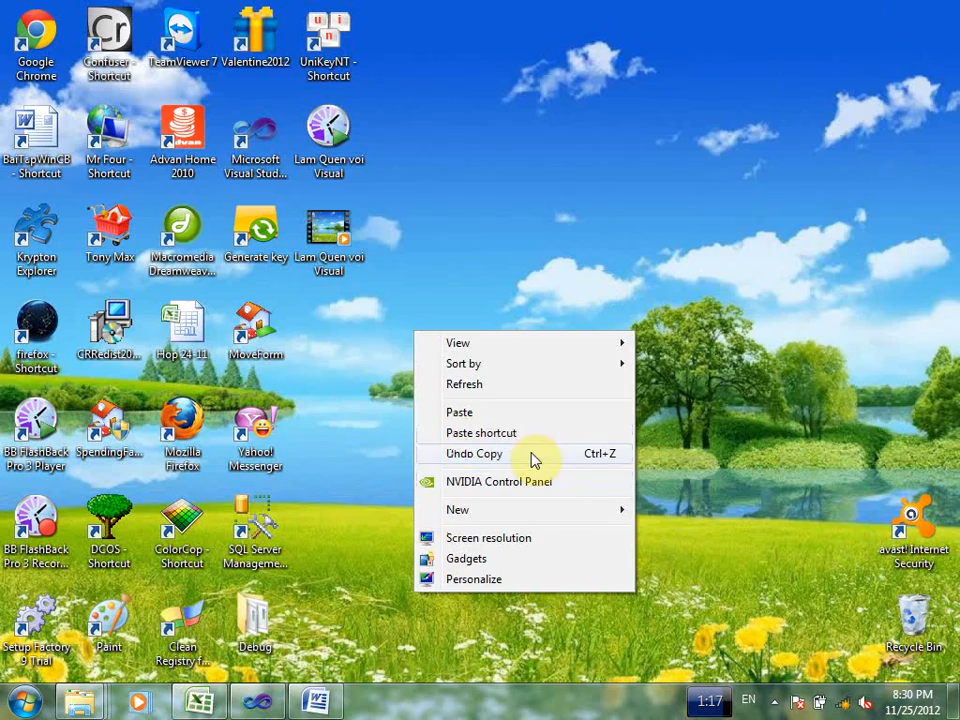 Google
Chrome
Confuser -
Shortcut
TeamViewer 7
Valentine2012
UniKeyNT -
Shortcut
BaiTapWinCB
- Shortcut
Mr Four -
Shortcut
Advan Home
2010
Microsoft
Visual Stud...
Lam Quen voi
Visual
Krypton
Explorer
Tony Max
Macromedia
Dreamweav...
Generate key
Lam Quen voi
Visual
firefox -
Shortcut
CRRedist20...
Hop 24-11
MoveForm
BB FlashBack
Pro 3 Player
SpendingFa...
Mozilla
Firefox
Yahoo!
Messenger
BB FlashBack
Pro 3 Recor...
DCOS -
Shortcut
ColorCop -
Shortcut
SQL Server
Manageme...
Setup Factory
9 Trial
Paint
Clean
Registry f...
Debug
View
Sort by
Refresh
Paste
Paste shortcut
Undo Copy Ctrl+Z
NVIDIA Control Panel
New
Screen resolution
Gadgets
Personalize
avast! Internet
Security
Recycle Bin
1:17
EN
8:30 PM
11/25/2012